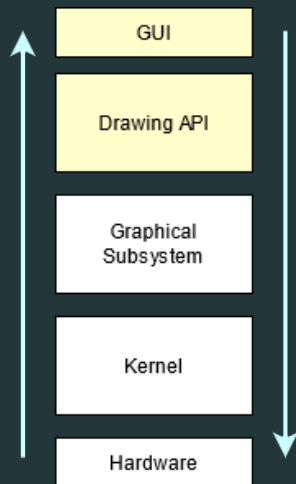 GUI
Drawing API
Graphical
Subsystem
Kernel
Hardware